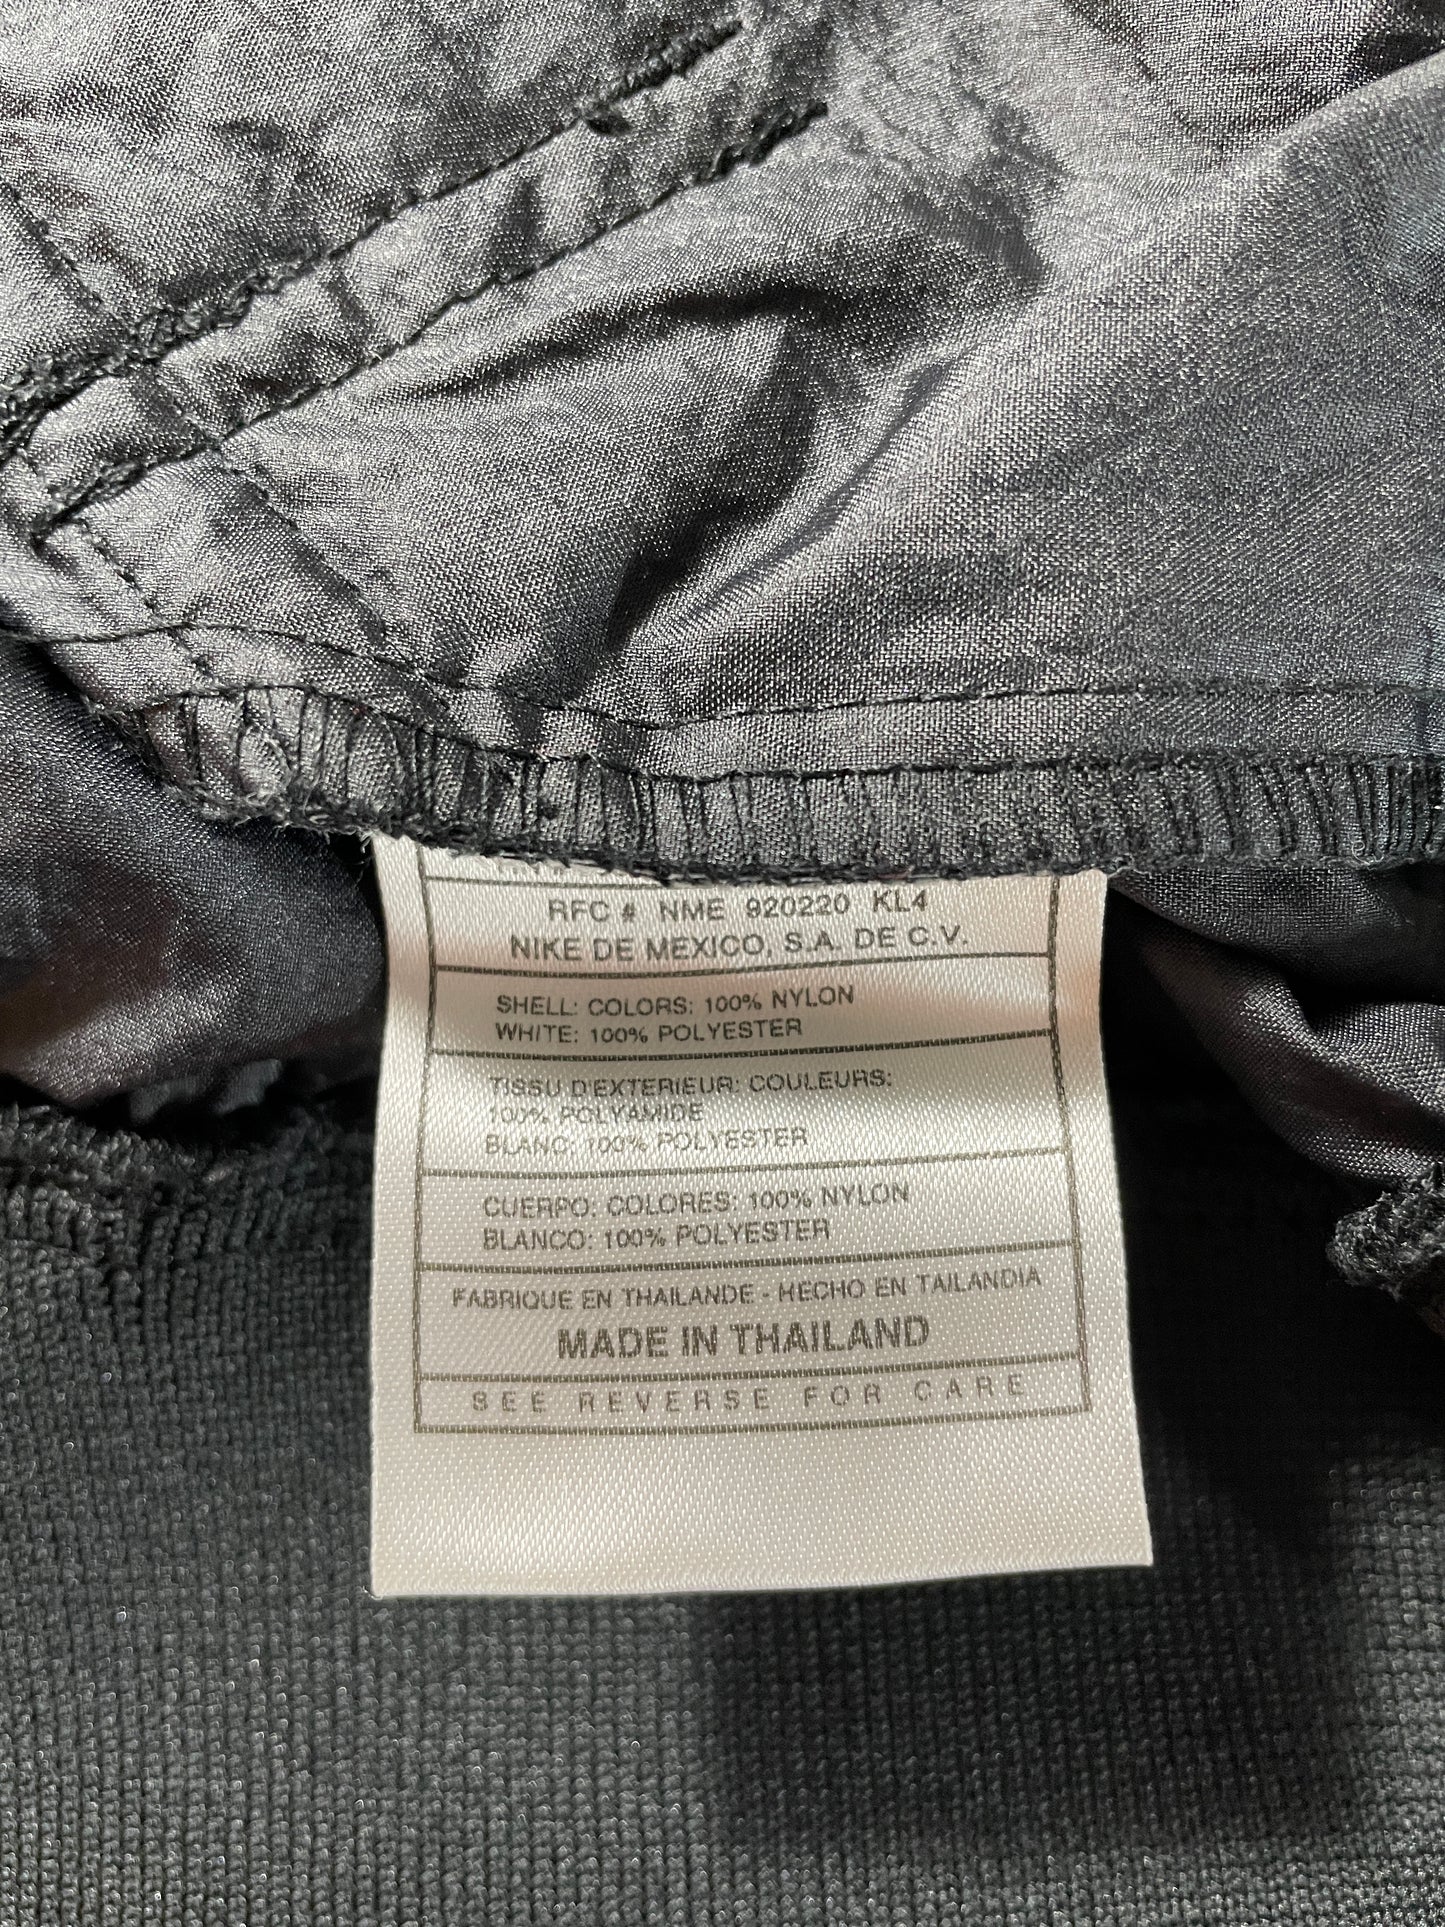 RFC # NME 920220 KL4
NIKE DE MEXICO, S.A. DE C.V.
SHELL: COLORS: 100% NYLON
WHITE: 100% POLYESTER
TISSU D'EXTERIEUR: COULEURS:
100% POLYAMIDE
BLANC: 100% POLYESTER
CUERPO: COLORES: 100% NYLON
BLANCO: 100% POLYESTER
FABRIQUE EN THAILANDE - HECHO EN TAILANDIA
MADE IN THAILAND
SEE REVERSE FOR CARE